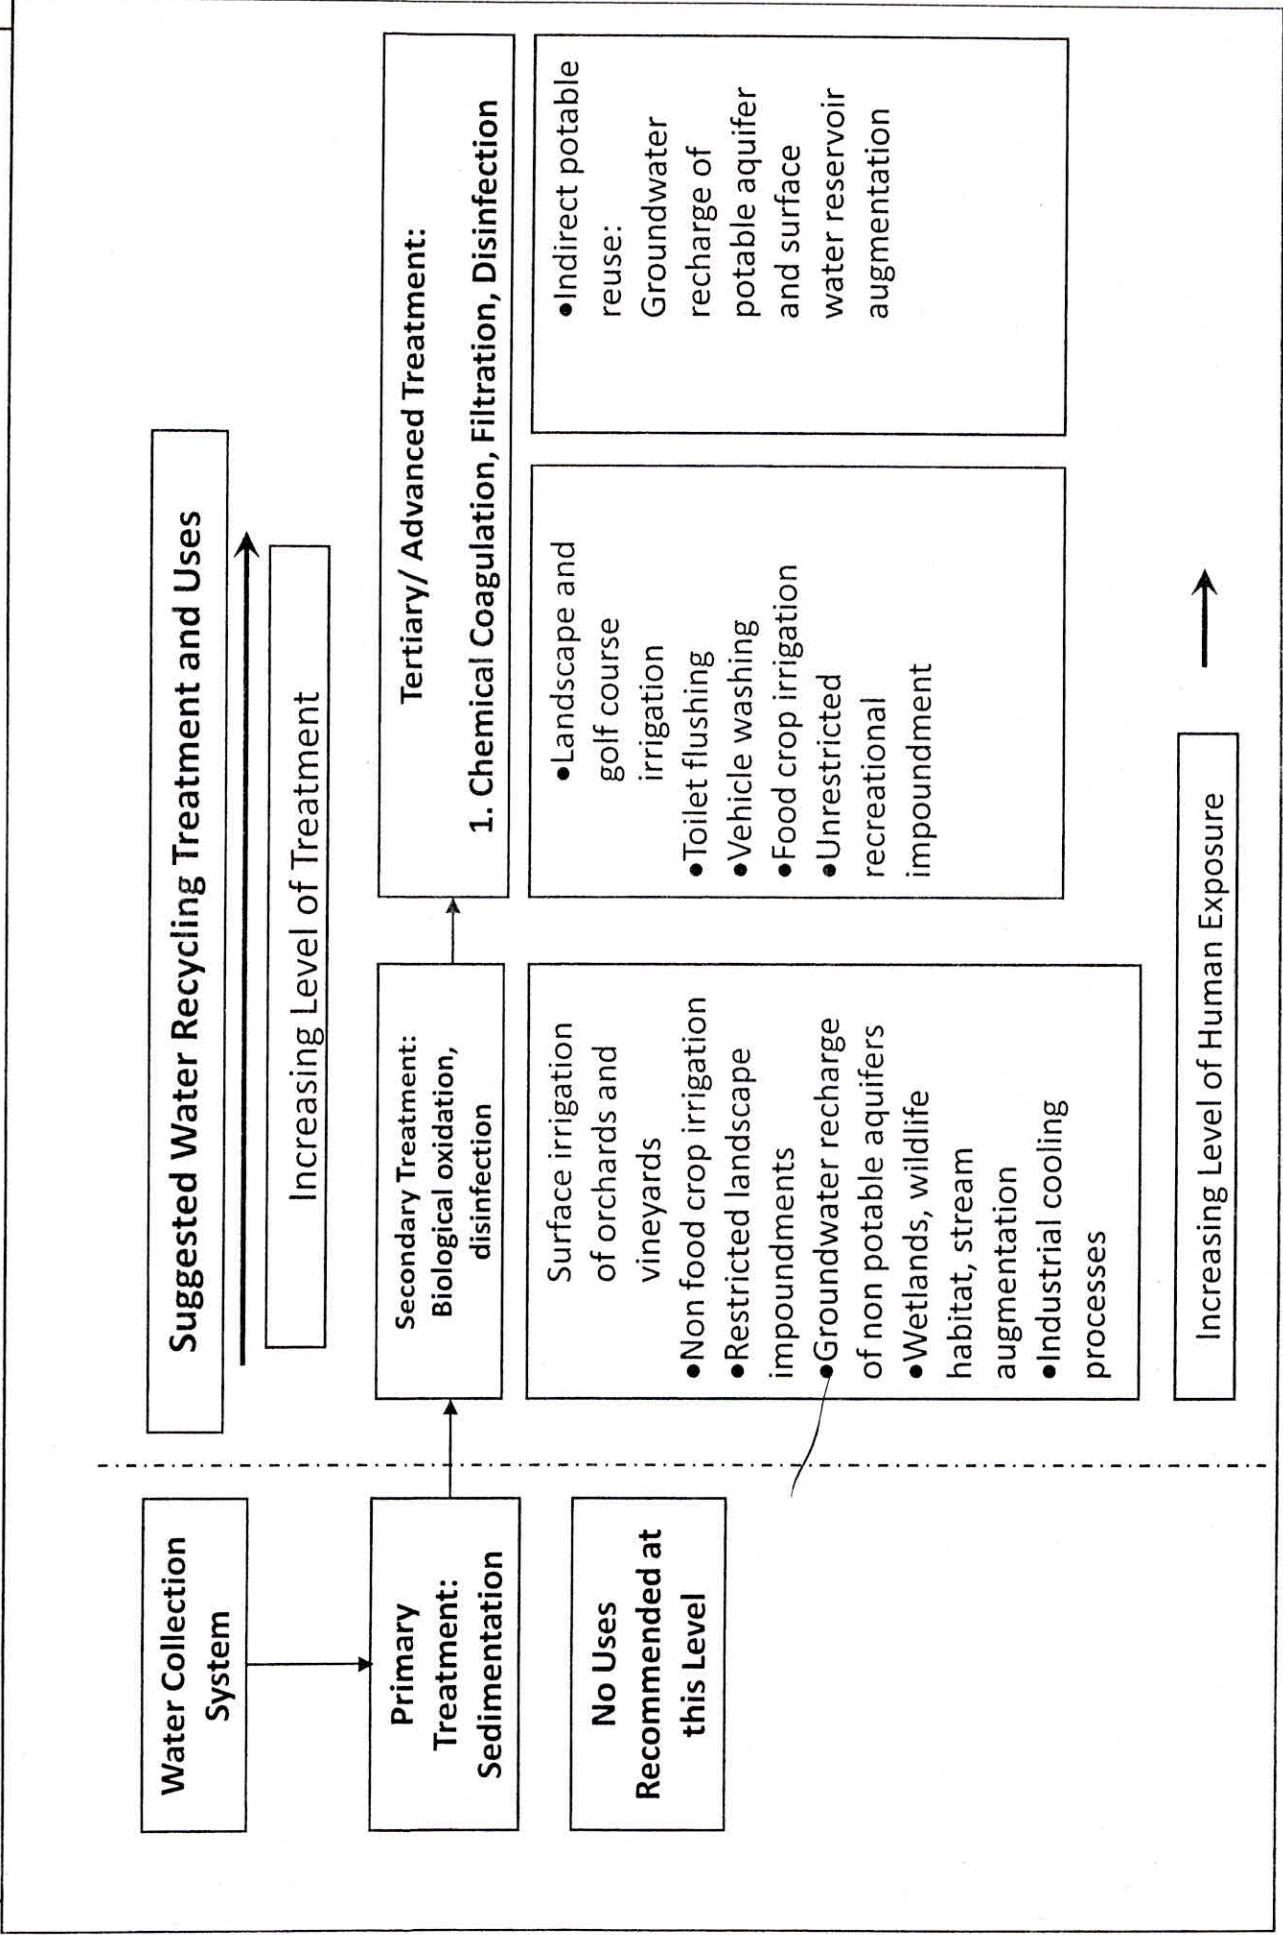 Suggested Water Recycling Treatment and Uses
Increasing Level of Treatment
Water Collection
System
Primary
Treatment:
Sedimentation
No Uses
Recommended at
this Level
Secondary Treatment:
Biological oxidation,
disinfection
Surface irrigation
of orchards and
vineyards
•Non food crop irrigation
•Restricted landscape
impoundments
•Groundwater recharge
of non potable aquifers
•Wetlands, wildlife
habitat, stream
augmentation
•Industrial cooling
processes
Tertiary/ Advanced Treatment:
1. Chemical Coagulation, Filtration, Disinfection
•Landscape and
golf course
irrigation
•Toilet flushing
•Vehicle washing
•Food crop irrigation
•Unrestricted
recreational
impoundment
•Indirect potable
reuse:
Groundwater
recharge of
potable aquifer
and surface
water reservoir
augmentation
Increasing Level of Human Exposure